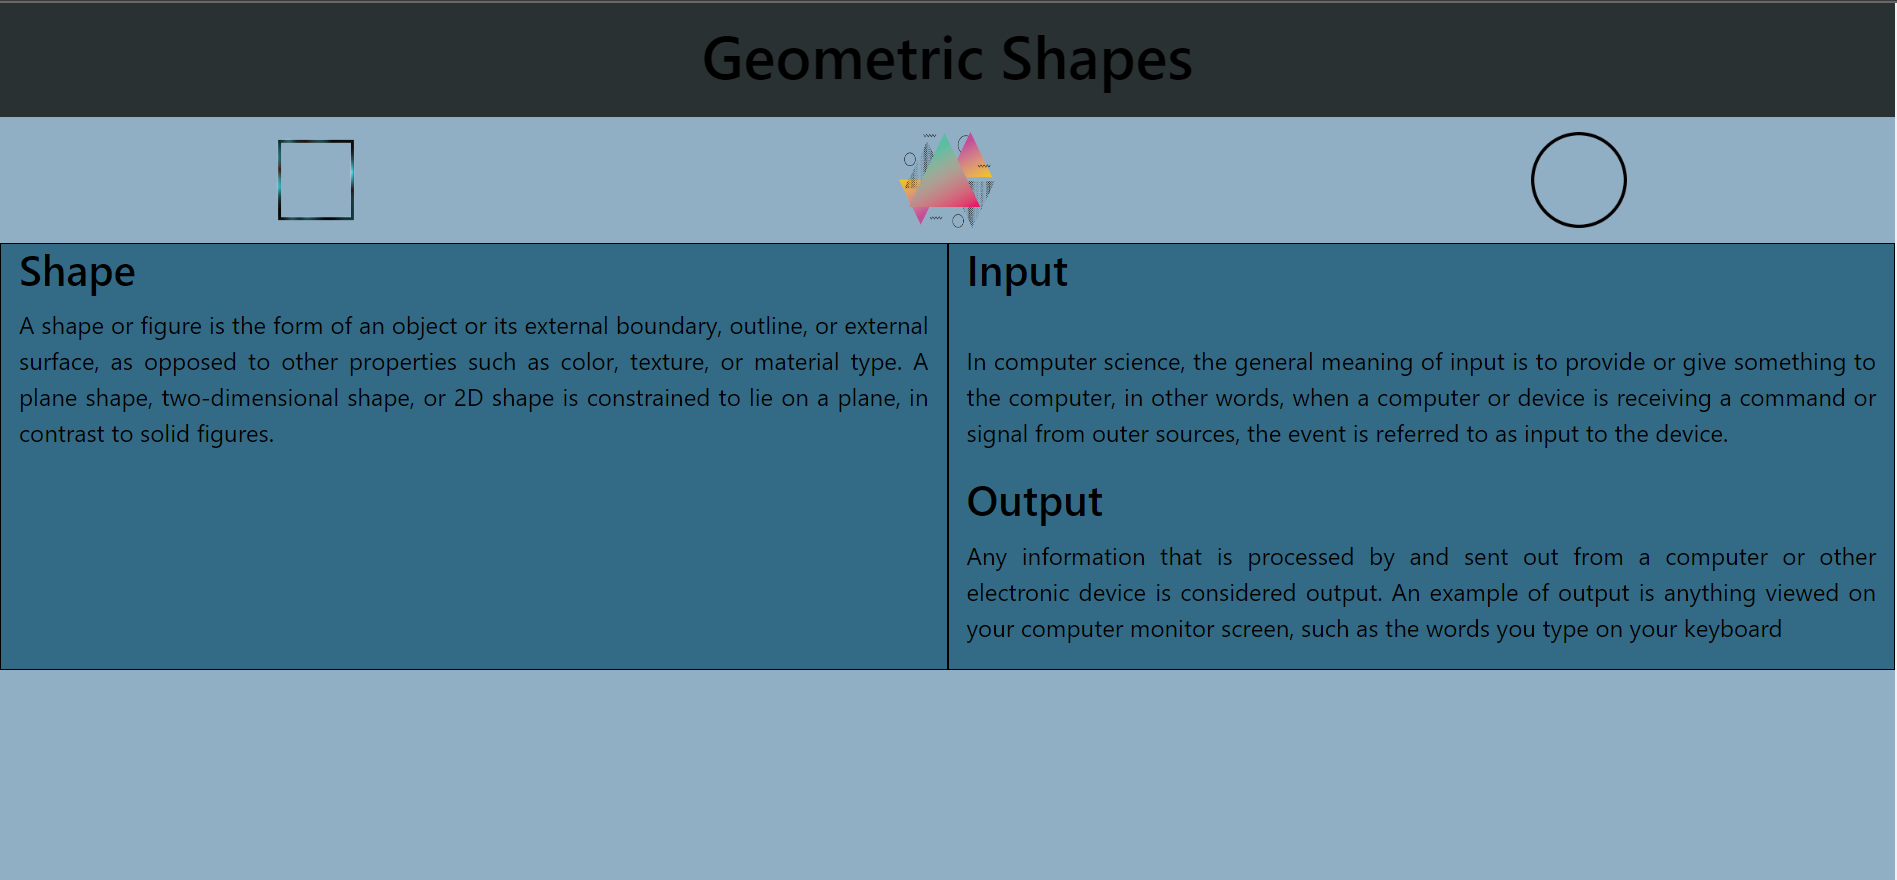 Geometric Shapes
Shape
A shape or figure is the form of an object or its external boundary, outline, or external
surface, as opposed to other properties such as color, texture, or material type. A
plane shape, two-dimensional shape, or 2D shape is constrained to lie on a plane, in
contrast to solid figures.
Input
In computer science, the general meaning of input is to provide or give something to
the computer, in other words, when a computer or device is receiving a command or
signal from outer sources, the event is referred to as input to the device.
Output
Any information that is processed by and sent out from a computer or other
electronic device is considered output. An example of output is anything viewed on
your computer monitor screen, such as the words you type on your keyboard